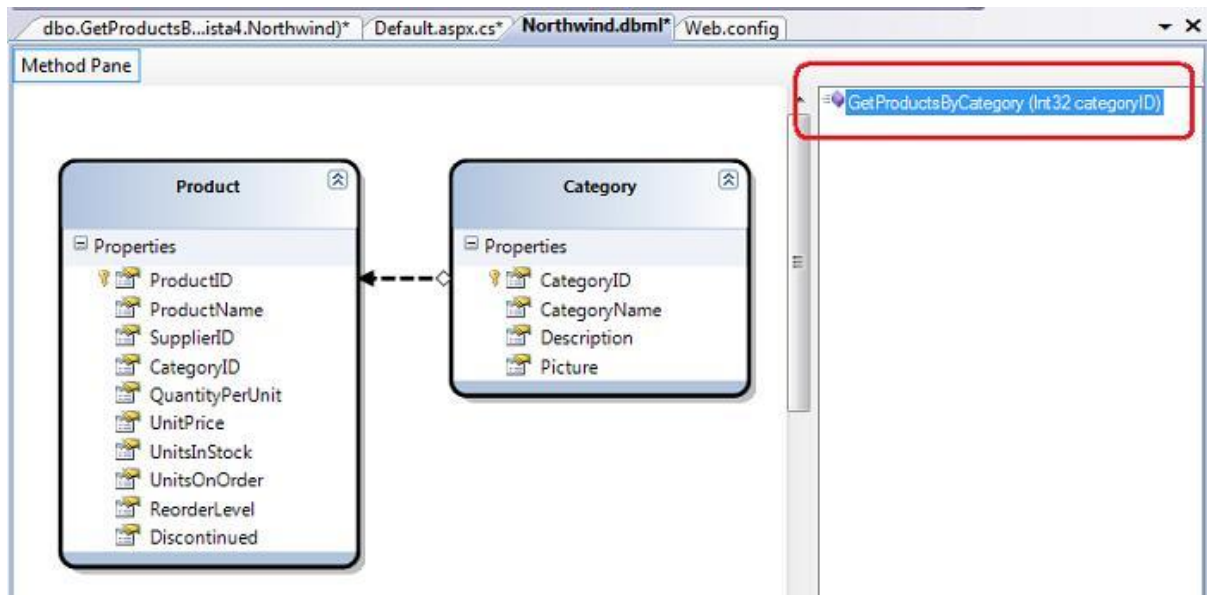 dbo.GetProductsB...ista4.Northwind)* Default.aspx.cs* Northwind.dbml* Web.config
Method Pane
GetProductsByCategory (Int32 categoryID)
Product
Properties
ProductID
ProductName
SupplierID
CategoryID
QuantityPerUnit
UnitPrice
UnitsInStock
UnitsOnOrder
ReorderLevel
Discontinued
Category
Properties
CategoryID
CategoryName
Description
Picture